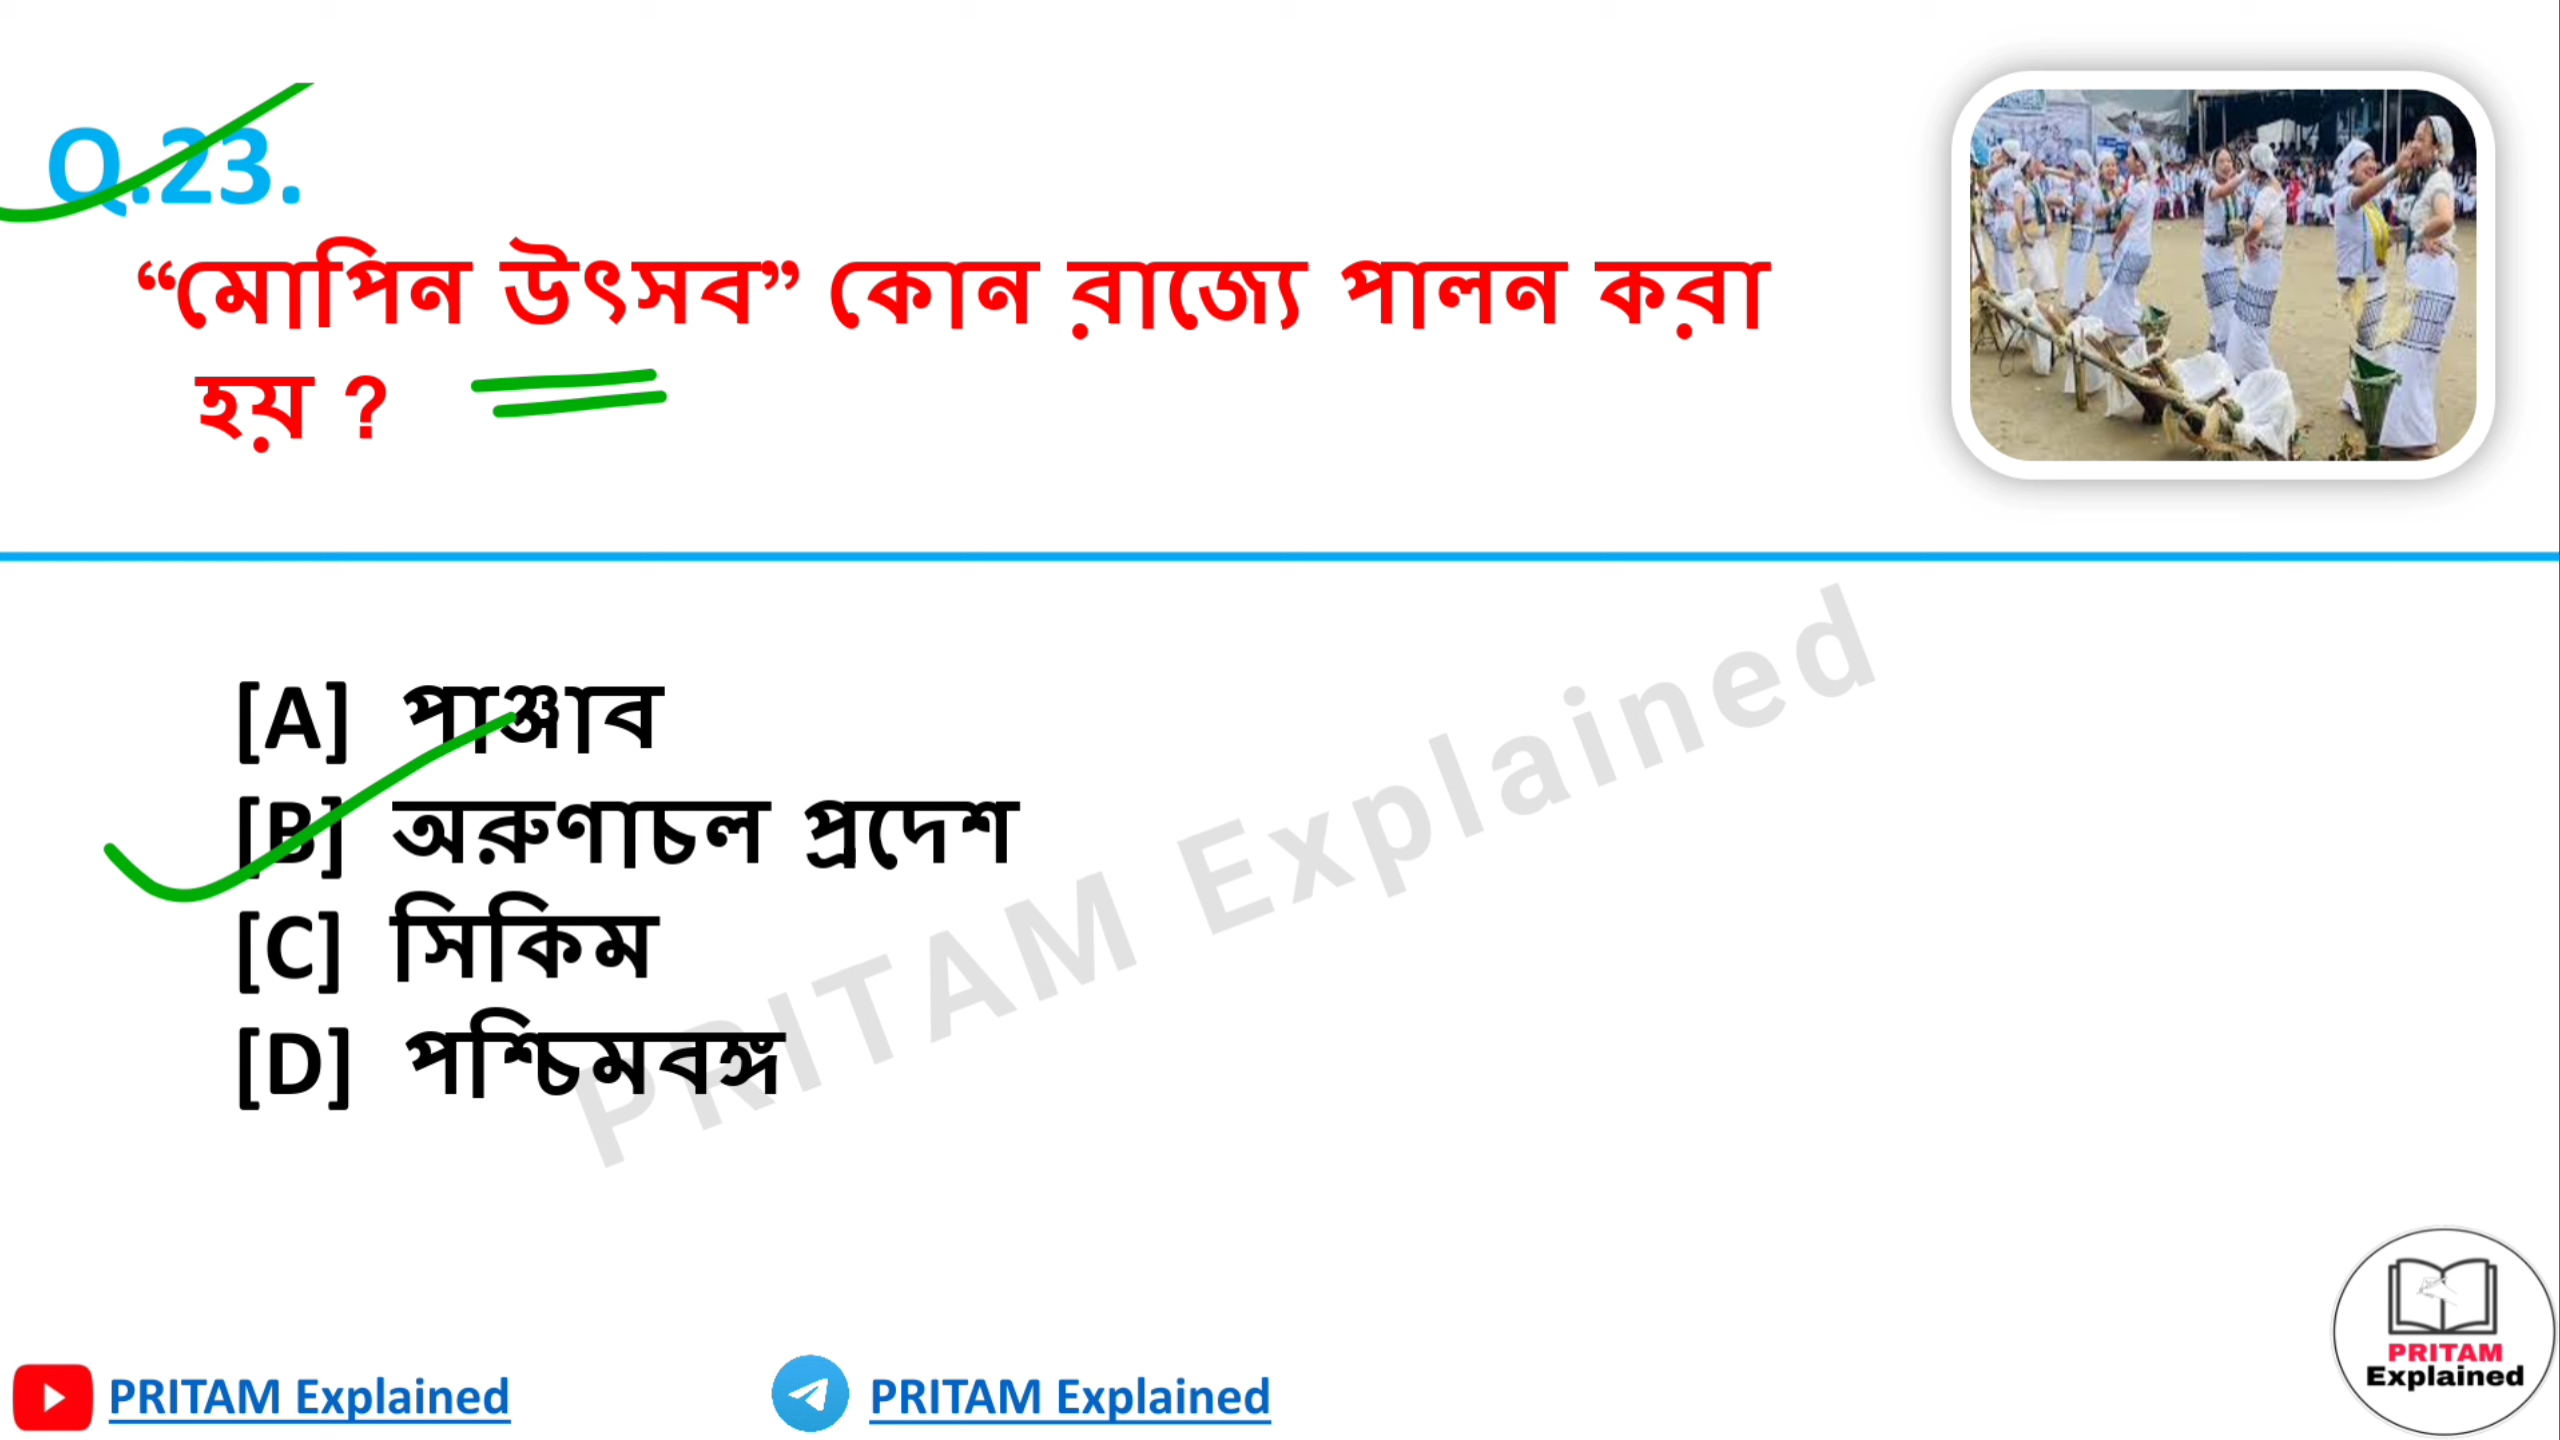 Q.23.
“মোপিন উৎসব” কোন রাজ্যে পালন করা
হয় ?
[A] পাঞ্জাব
[B] অরুণাচল প্রদেশ
[C] সিকিম
[D] পশ্চিমবঙ্গ
PRITAM Explained
PRITAM Explained
PRITAM Explained
PRITAM
Explained